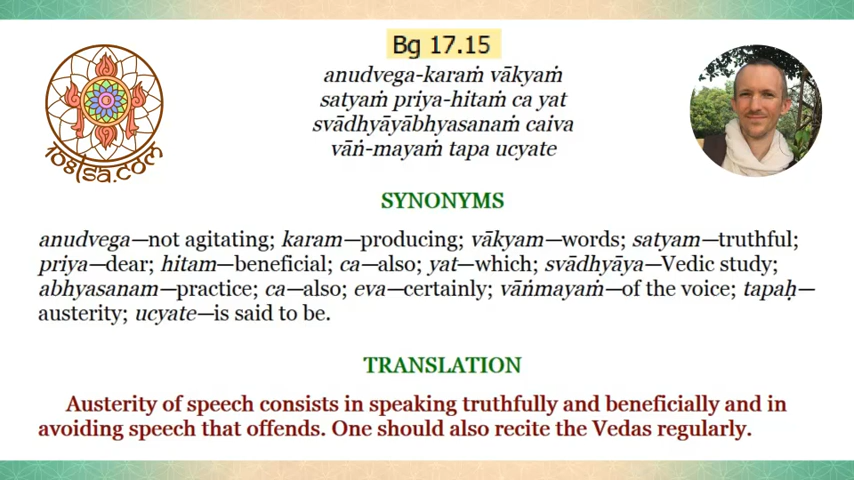 Bg 17.15
anudvega-karaṁ vākyaṁ
satyaṁ priya-hitaṁ ca yat
svādhyāyābhyasanaṁ caiva
vāṅ-mayaṁ tapa ucyate
108lsa.com
SYNONYMS
anudvega—not agitating; karam—producing; vākyam—words; satyam—truthful;
priya—dear; hitam—beneficial; ca—also; yat—which; svādhyāya—Vedic study;
abhyasanam—practice; ca—also; eva—certainly; vāṅmayaṁ—of the voice; tapaḥ—
austerity; ucyate—is said to be.
TRANSLATION
Austerity of speech consists in speaking truthfully and beneficially and in
avoiding speech that offends. One should also recite the Vedas regularly.